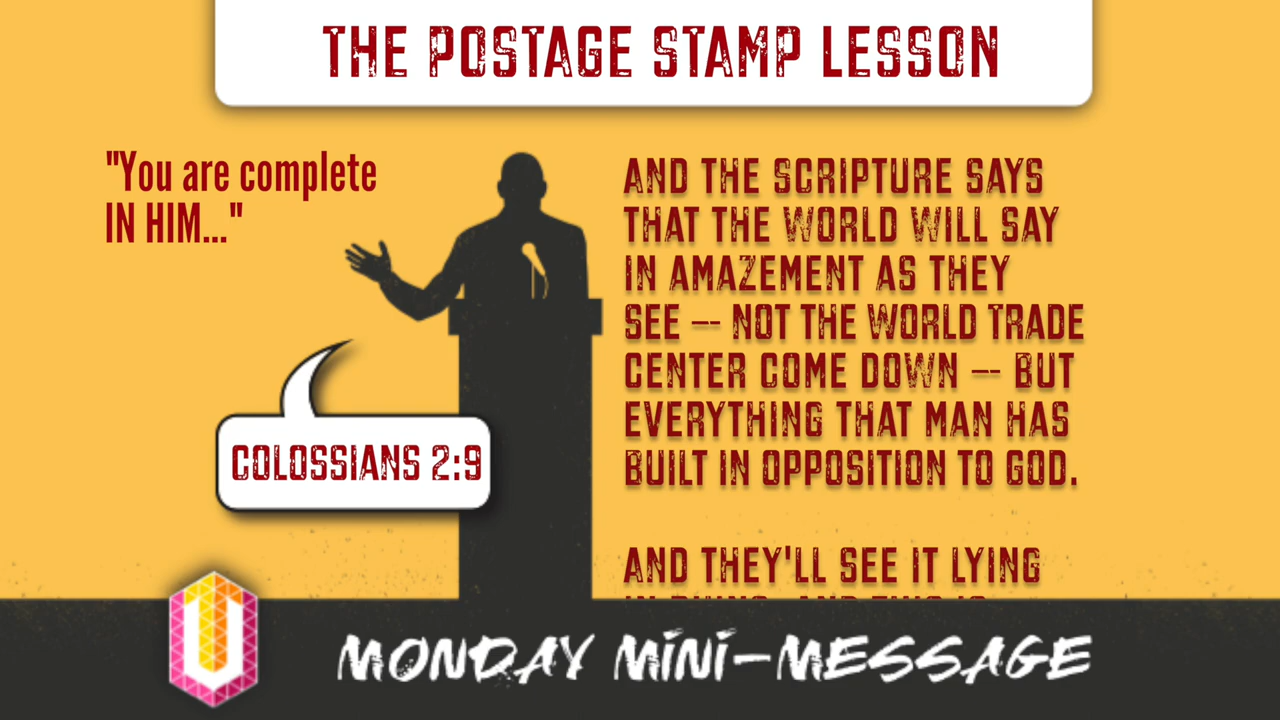 THE POSTAGE STAMP LESSON
"You are complete
IN HIM..."
COLOSSIANS 2:9
AND THE SCRIPTURE SAYS
THAT THE WORLD WILL SAY
IN AMAZEMENT AS THEY
SEE -- NOT THE WORLD TRADE
CENTER COME DOWN -- BUT
EVERYTHING THAT MAN HAS
BUILT IN OPPOSITION TO GOD.
AND THEY'LL SEE IT LYING
MONDAY MINI-MESSAGE